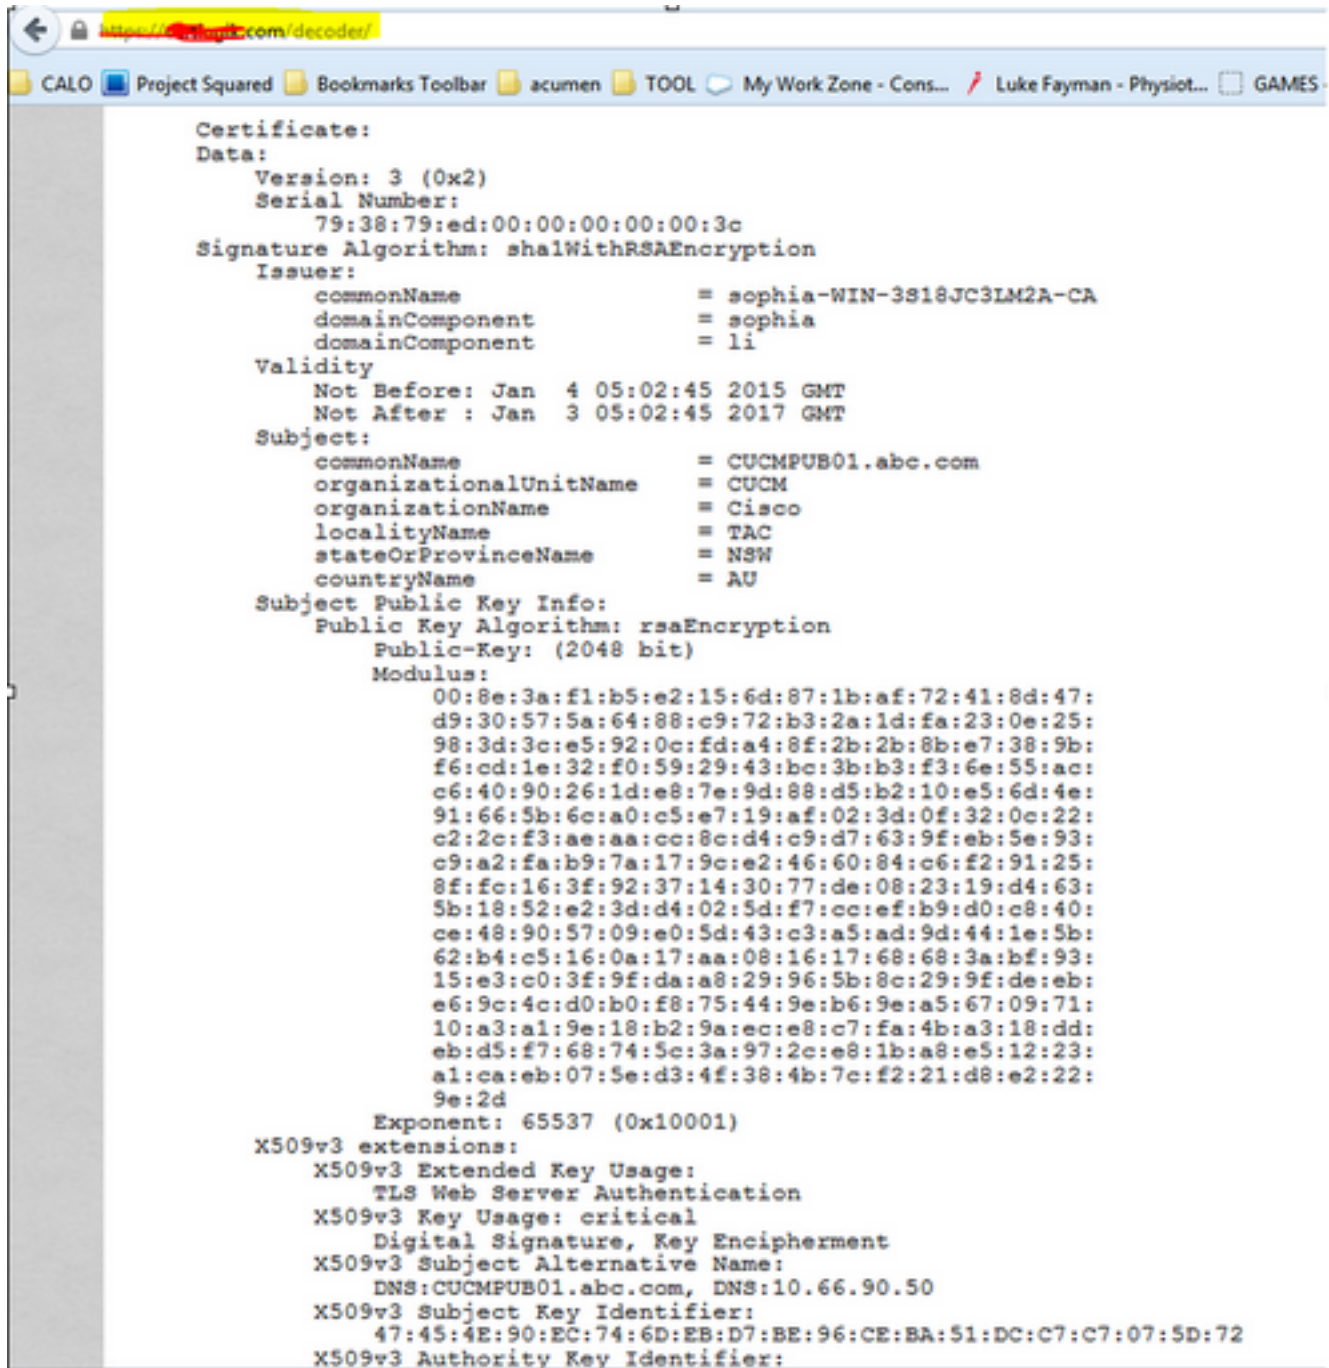 https:// .com/decoder/
CALO Project Squared Bookmarks Toolbar acumen TOOL My Work Zone - Cons... Luke Fayman - Physiot... GAMES
Certificate:
Data:
Version: 3 (0x2)
Serial Number:
79:38:79:ed:00:00:00:00:00:3c
Signature Algorithm: sha1WithRSAEncryption
Issuer:
commonName = sophia-WIN-3S18JC3LM2A-CA
domainComponent = sophia
domainComponent = li
Validity
Not Before: Jan 4 05:02:45 2015 GMT
Not After : Jan 3 05:02:45 2017 GMT
Subject:
commonName = CUCMPUB01.abc.com
organizationalUnitName = CUCM
organizationName = Cisco
localityName = TAC
stateOrProvinceName = NSW
countryName = AU
Subject Public Key Info:
Public Key Algorithm: rsaEncryption
Public-Key: (2048 bit)
Modulus:
00:8e:3a:f1:b5:e2:15:6d:87:1b:af:72:41:8d:47:
d9:30:57:5a:64:88:c9:72:b3:2a:1d:fa:23:0e:25:
98:3d:3c:e5:92:0c:fd:a4:8f:2b:2b:8b:e7:38:9b:
f6:cd:1e:32:f0:59:29:43:bc:3b:b3:f3:6e:55:ac:
c6:40:90:26:1d:e8:7e:9d:88:d5:b2:10:e5:6d:4e:
91:66:5b:6c:a0:c5:e7:19:af:02:3d:0f:32:0c:22:
c2:2c:f3:ae:aa:cc:8c:d4:c9:d7:63:9f:eb:5e:93:
c9:a2:fa:b9:7a:17:9c:e2:46:60:84:c6:f2:91:25:
8f:fc:16:3f:92:37:14:30:77:de:08:23:19:d4:63:
5b:18:52:e2:3d:d4:02:5d:f7:cc:ef:b9:d0:c8:40:
ce:48:90:57:09:e0:5d:43:c3:a5:ad:9d:44:1e:5b:
62:b4:c5:16:0a:17:aa:08:16:17:68:68:3a:bf:93:
15:e3:c0:3f:9f:da:a8:29:96:5b:8c:29:9f:de:eb:
e6:9c:4c:d0:b0:f8:75:44:9e:b6:9e:a5:67:09:71:
10:a3:a1:9e:18:b2:9a:ec:e8:c7:fa:4b:a3:18:dd:
eb:d5:f7:68:74:5c:3a:97:2c:e8:1b:a8:e5:12:23:
a1:ca:eb:07:5e:d3:4f:38:4b:7c:f2:21:d8:e2:22:
9e:2d
Exponent: 65537 (0x10001)
X509v3 extensions:
X509v3 Extended Key Usage:
TLS Web Server Authentication
X509v3 Key Usage: critical
Digital Signature, Key Encipherment
X509v3 Subject Alternative Name:
DNS:CUCMPUB01.abc.com, DNS:10.66.90.50
X509v3 Subject Key Identifier:
47:45:4E:90:EC:74:6D:EB:D7:BE:96:CE:BA:51:DC:C7:C7:07:5D:72
X509v3 Authority Key Identifier: